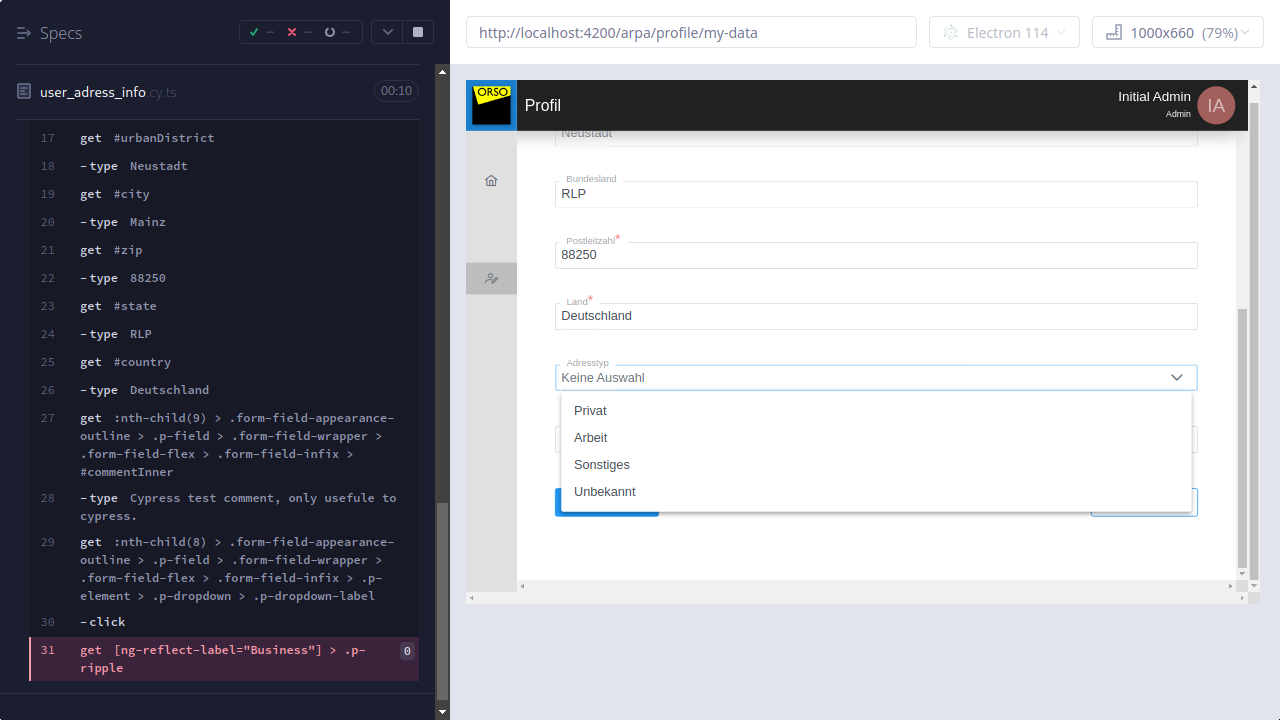 Specs
-- -- --
user_adress_info.cy.ts
00:10
17 get #urbanDistrict
18 -type Neustadt
19 get #city
20 -type Mainz
21 get #zip
22 -type 88250
23 get #state
24 -type RLP
25 get #country
26 -type Deutschland
27 get :nth-child(9) > .form-field-appearance-
outline > .p-field > .form-field-wrapper >
.form-field-flex > .form-field-infix >
#commentInner
28 -type Cypress test comment, only usefule to
cypress.
29 get :nth-child(8) > .form-field-appearance-
outline > .p-field > .form-field-wrapper >
.form-field-flex > .form-field-infix > .p-
element > .p-dropdown > .p-dropdown-label
30 -click
31 get [ng-reflect-label="Business"] > .p-
ripple
0
http://localhost:4200/arpa/profile/my-data
Electron 114
1000x660 (79%)
ORSO
Profil
Initial Admin
Admin
IA
Neustadt
Bundesland
RLP
Postleitzahl*
88250
Land*
Deutschland
Adresstyp
Keine Auswahl
Privat
Arbeit
Sonstiges
Unbekannt